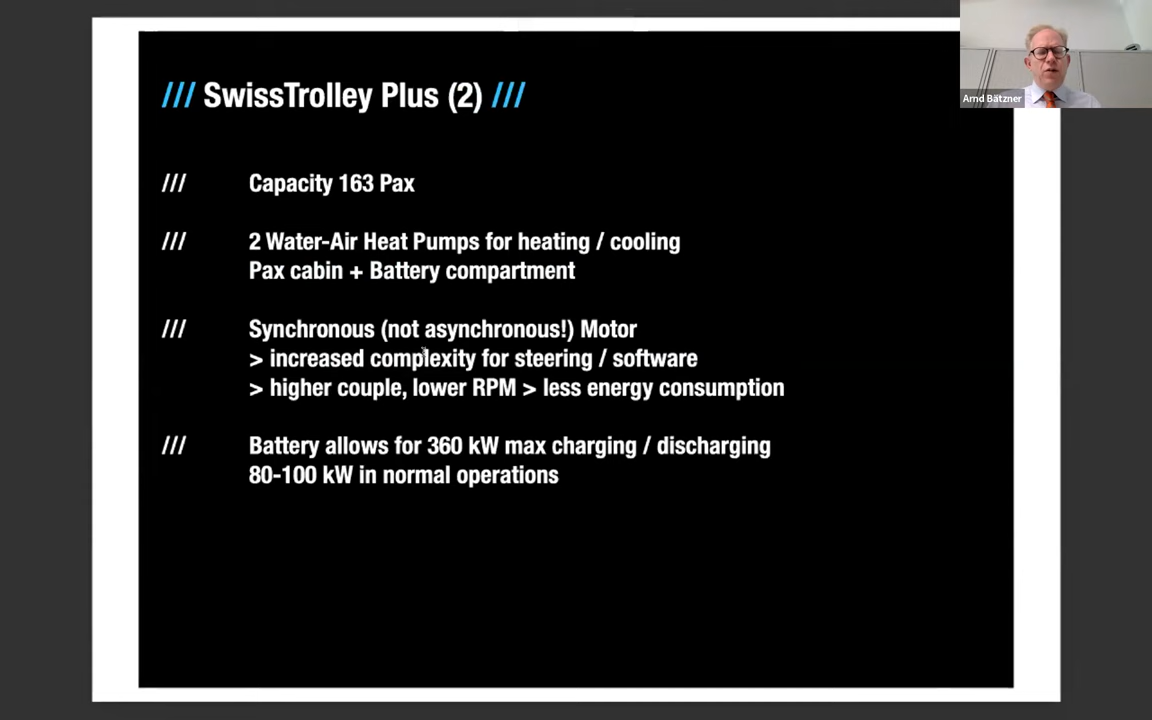 /// SwissTrolley Plus (2) ///
Arnd Bätzner
/// Capacity 163 Pax
/// 2 Water-Air Heat Pumps for heating / cooling
Pax cabin + Battery compartment
/// Synchronous (not asynchronous!) Motor
> increased complexity for steering / software
> higher couple, lower RPM > less energy consumption
/// Battery allows for 360 kW max charging / discharging
80-100 kW in normal operations